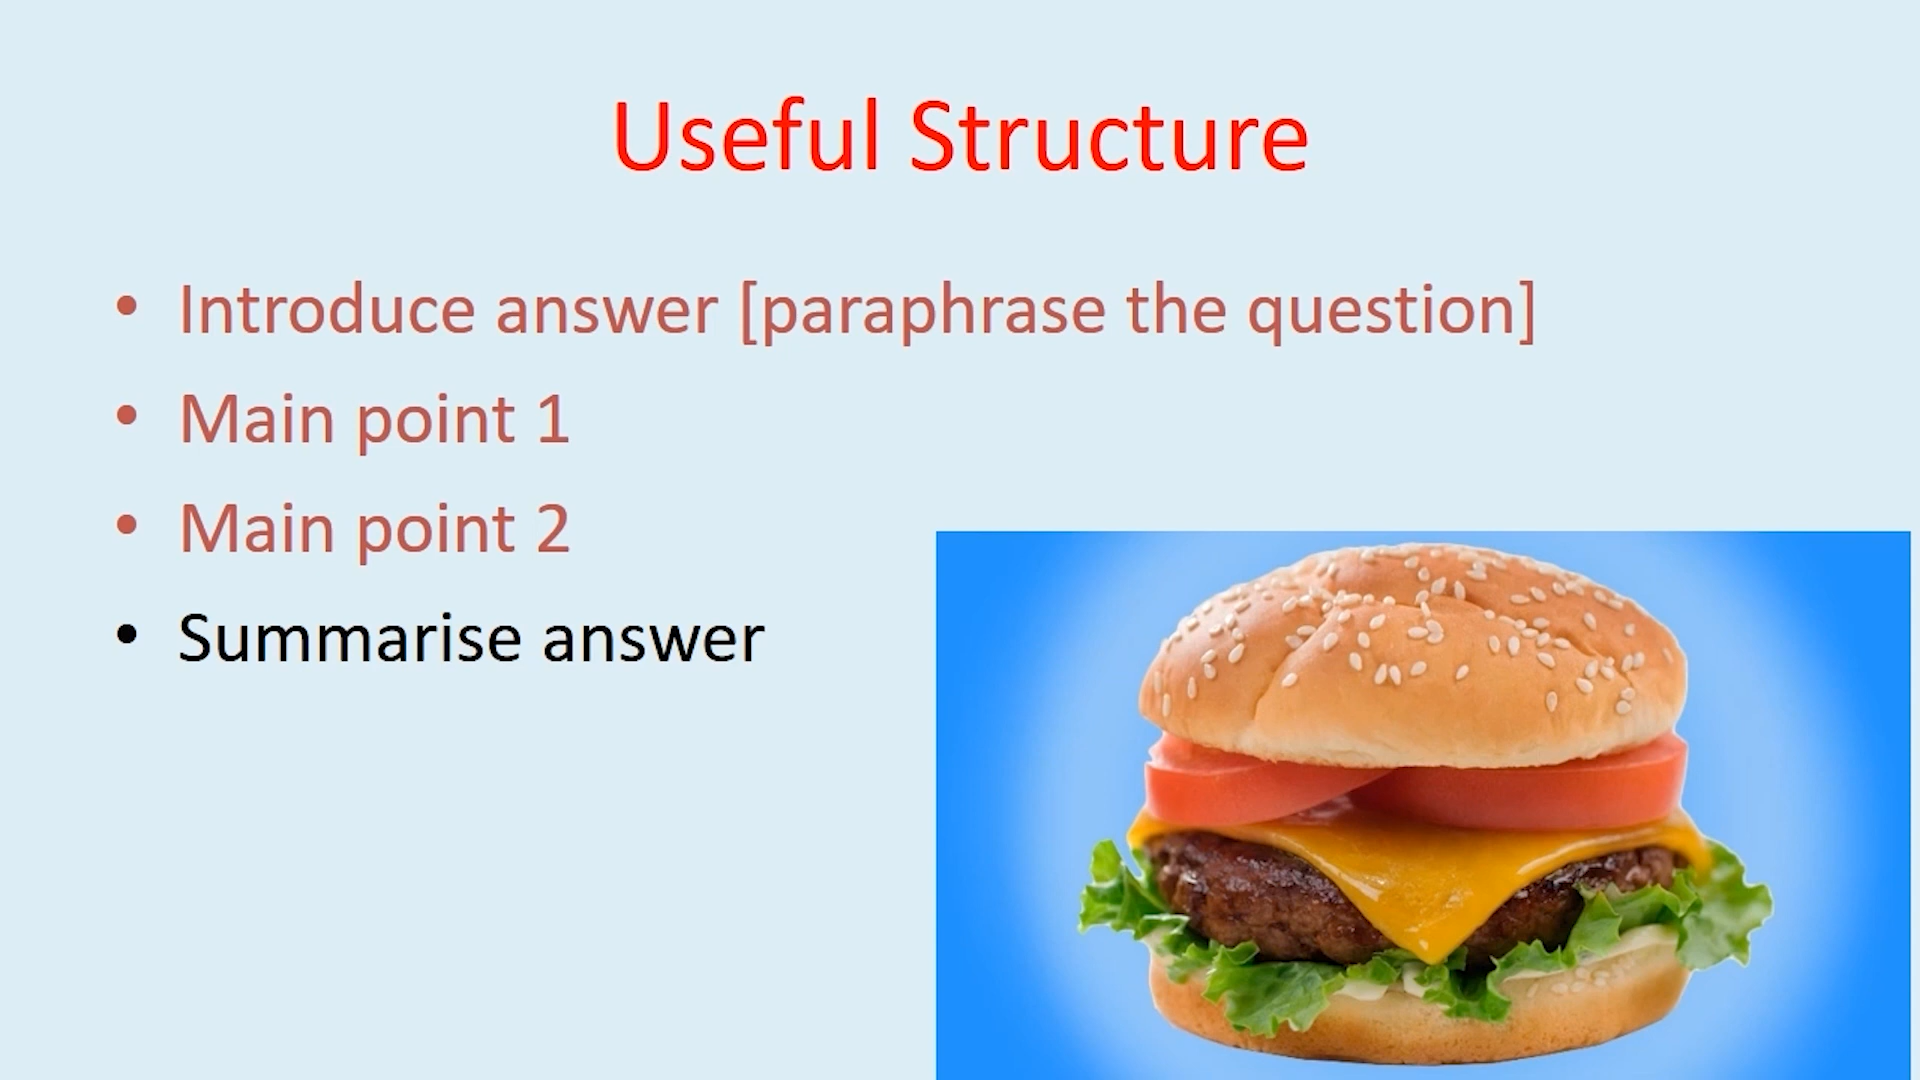 Useful Structure
• Introduce answer [paraphrase the question]
• Main point 1
• Main point 2
• Summarise answer